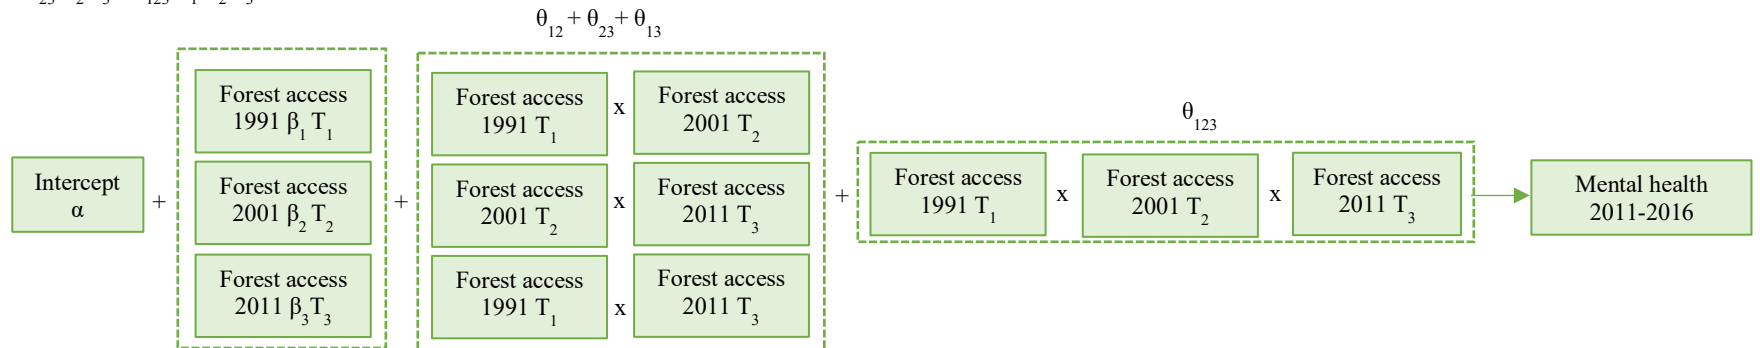 θ12 + θ23 + θ13
Forest access
1991 β1 T1
Forest access
2001 β2 T2
Forest access
2011 β3T3
Forest access
1991 T1
x
Forest access
2001 T2
Forest access
2001 T2
x
Forest access
2011 T3
Forest access
1991 T1
x
Forest access
2011 T3
θ123
Intercept
α
+
+
+
Forest access
1991 T1
x
Forest access
2001 T2
x
Forest access
2011 T3
Mental health
2011-2016